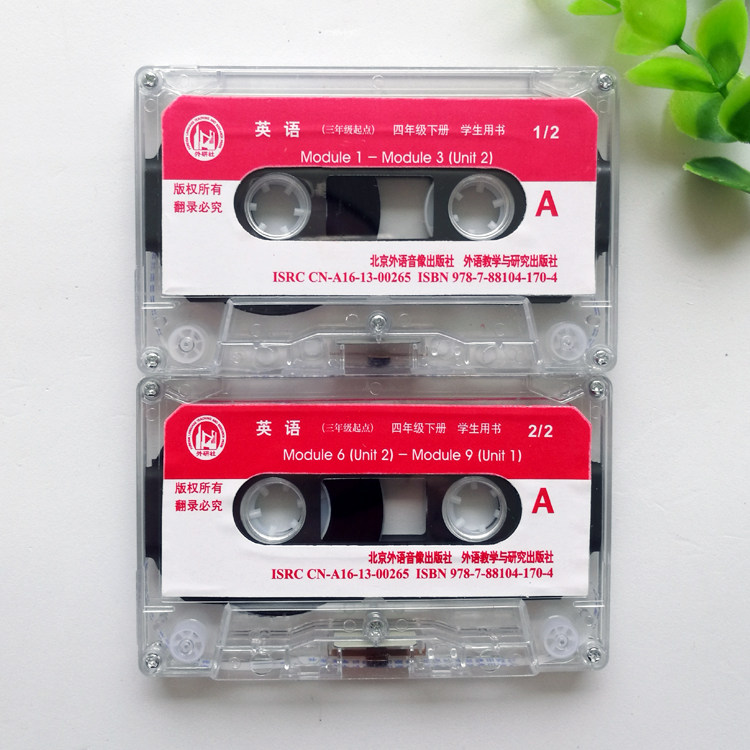 英语 (三年级起点) 四年级下册 学生用书 1/2
Module 1 – Module 3 (Unit 2)
外研社
版权所有
翻录必究
A
北京外语音像出版社 外语教学与研究出版社
ISRC CN-A16-13-00265 ISBN 978-7-88104-170-4
英语 (三年级起点) 四年级下册 学生用书 2/2
Module 6 (Unit 2) – Module 9 (Unit 1)
外研社
版权所有
翻录必究
A
北京外语音像出版社 外语教学与研究出版社
ISRC CN-A16-13-00265 ISBN 978-7-88104-170-4